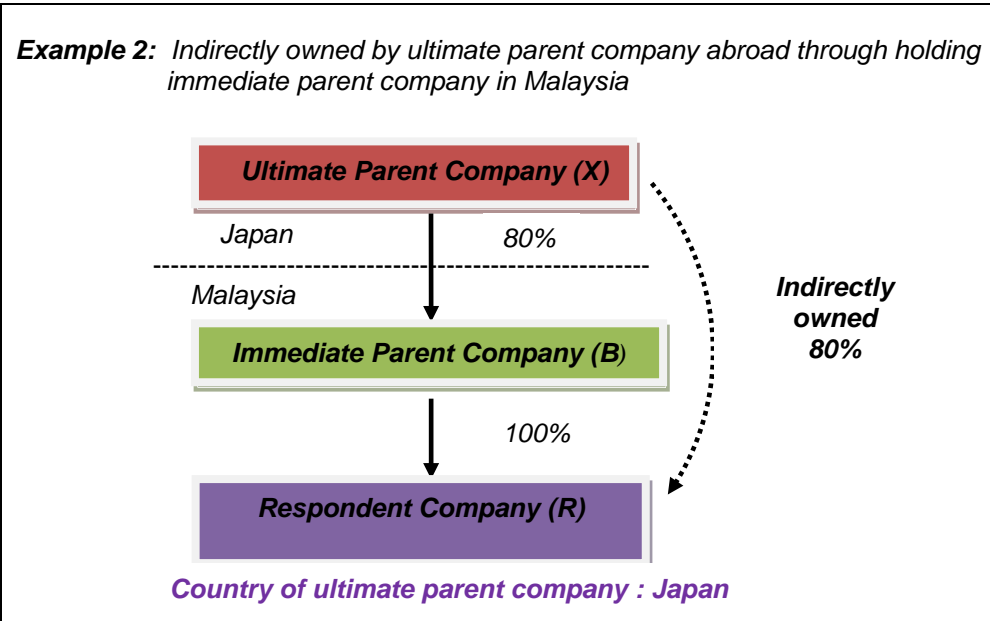 Example 2: Indirectly owned by ultimate parent company abroad through holding
immediate parent company in Malaysia
Ultimate Parent Company (X)
Japan
80%
Malaysia
Indirectly
owned
80%
Immediate Parent Company (B)
100%
Respondent Company (R)
Country of ultimate parent company : Japan